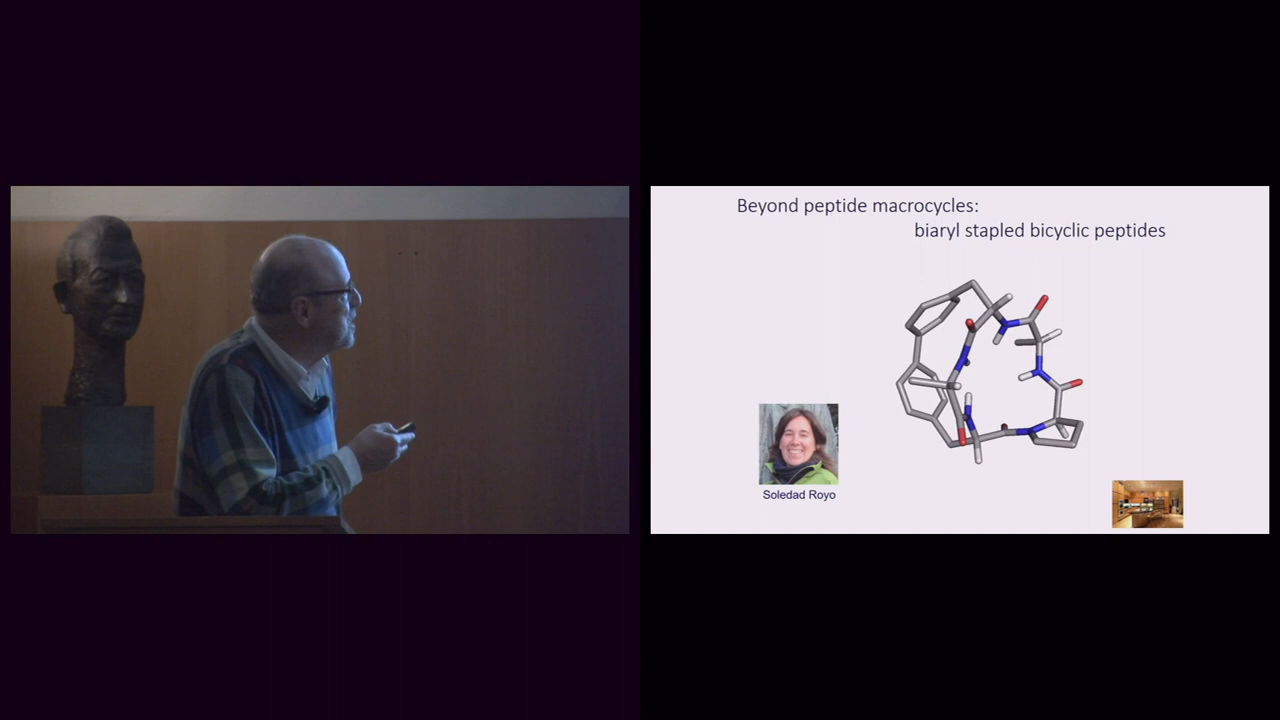 Beyond peptide macrocycles:
biaryl stapled bicyclic peptides
Soledad Royo